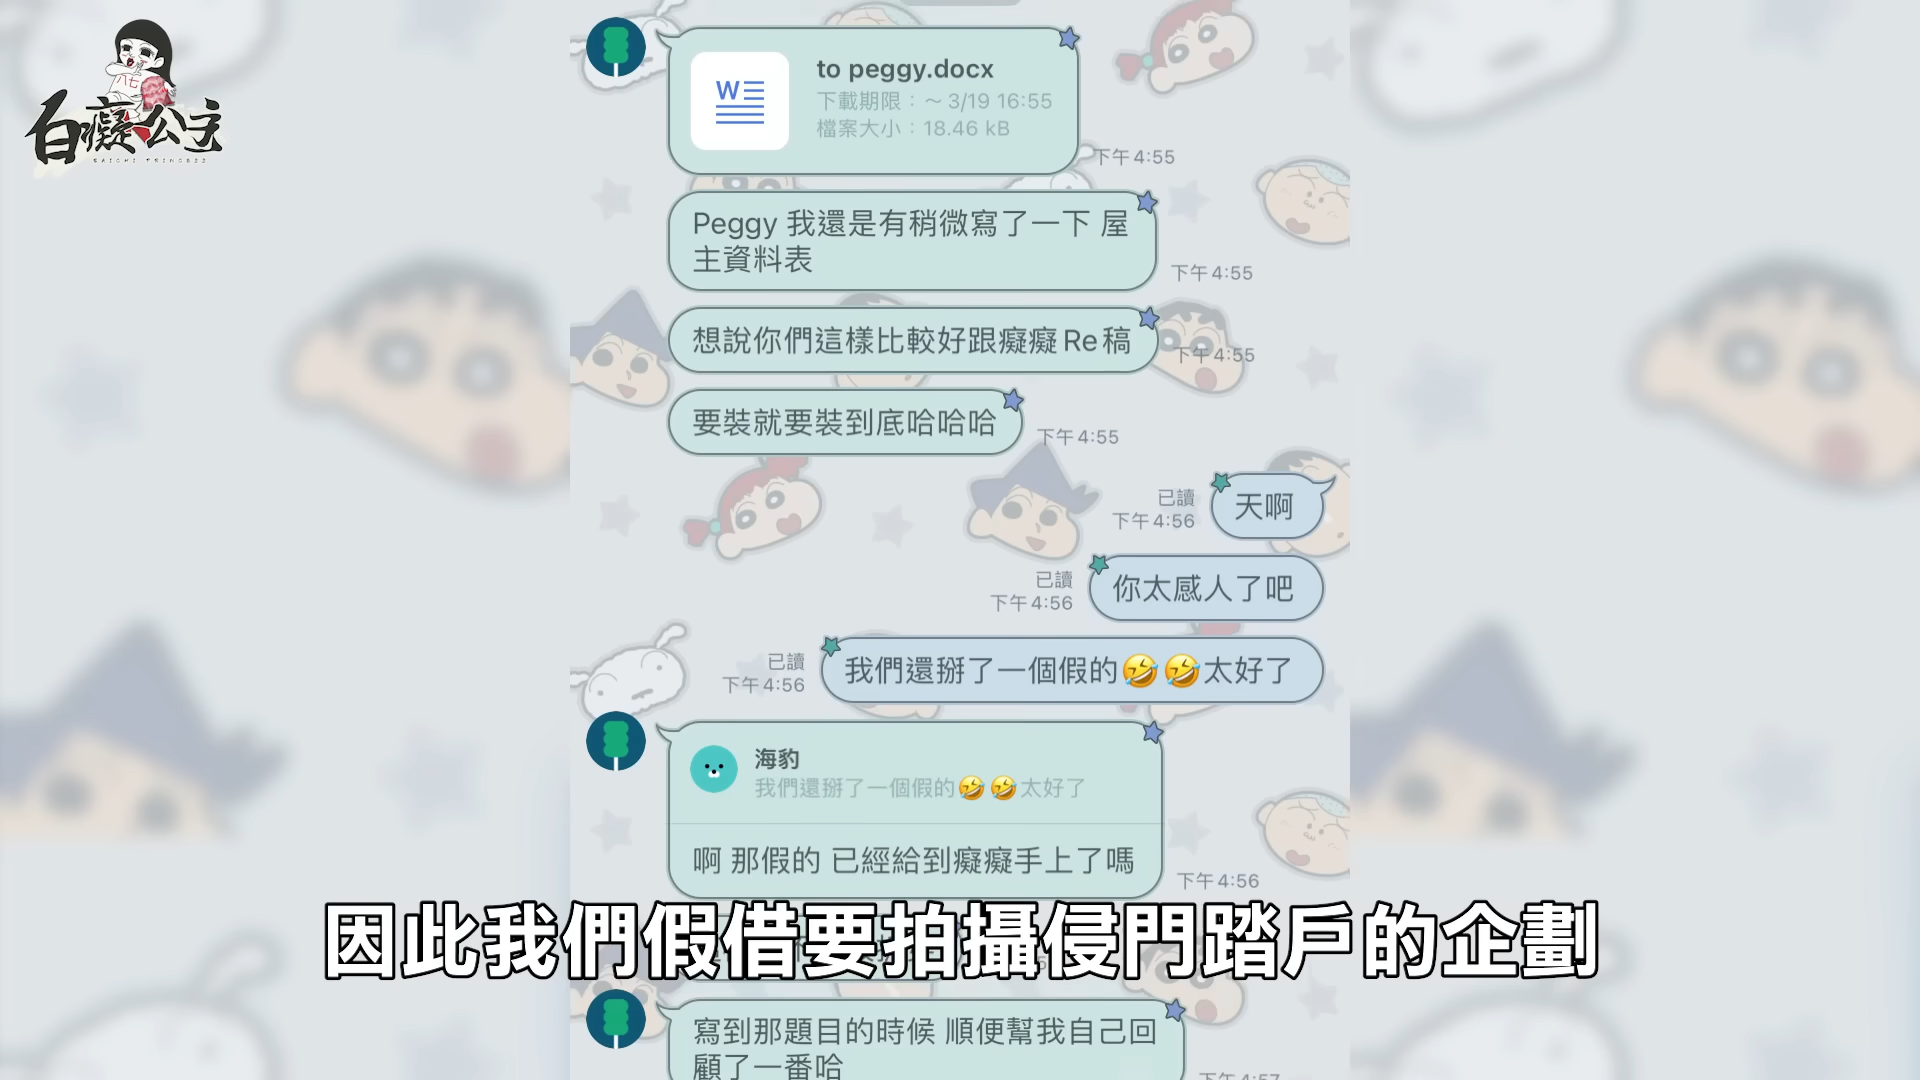 白癡公主
八七
BAICHI PRINCESS
W
to peggy.docx
下載期限：～ 3/19 16:55
檔案大小：18.46 kB
下午 4:55
Peggy 我還是有稍微寫了一下 屋
主資料表
下午 4:55
想說你們這樣比較好跟癡癡 Re 稿
下午 4:55
要裝就要裝到底哈哈哈
下午 4:55
已讀
下午 4:56
天啊
已讀
下午 4:56
你太感人了吧
已讀
下午 4:56
我們還掰了一個假的🤣🤣太好了
海豹
我們還掰了一個假的🤣🤣太好了
啊 那假的 已經給到癡癡手上了嗎
下午 4:56
因此我們假借要拍攝侵門踏戶的企劃
寫到那題目的時候 順便幫我自己回
顧了一番哈
下午 4:57